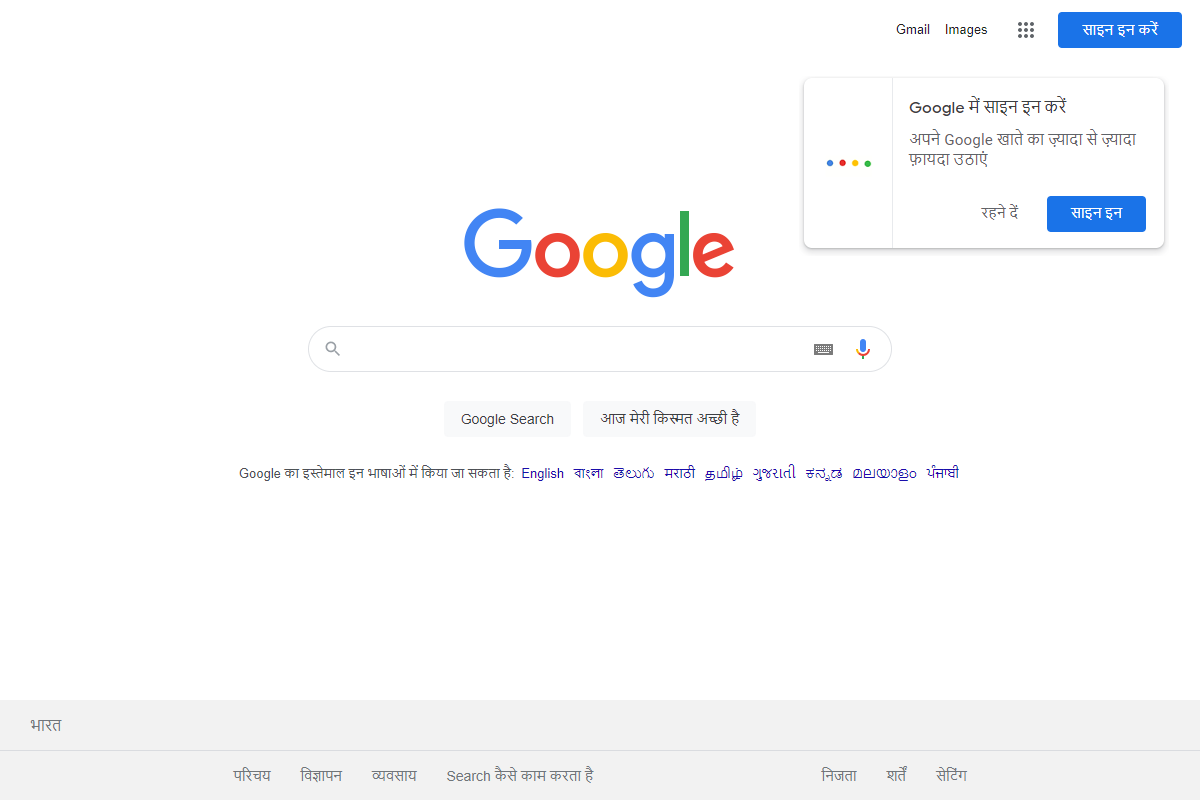 Gmail Images साइन इन करें
Google में साइन इन करें
अपने Google खाते का ज़्यादा से ज़्यादा
फ़ायदा उठाएं
रहने दें साइन इन
Google
Google Search आज मेरी किस्मत अच्छी है
Google का इस्तेमाल इन भाषाओं में किया जा सकता है: English বাংলা తెలుగు मराठी தமிழ் ગુજરાતી ಕನ್ನಡ മലയാളം ਪੰਜਾਬੀ
भारत
परिचय विज्ञापन व्यवसाय Search कैसे काम करता है निजता शर्तें सेटिंग